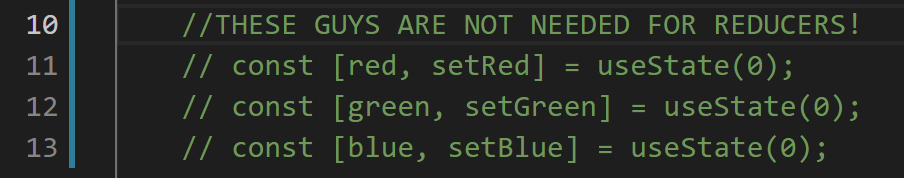 10 //THESE GUYS ARE NOT NEEDED FOR REDUCERS!
11 // const [red, setRed] = useState(0);
12 // const [green, setGreen] = useState(0);
13 // const [blue, setBlue] = useState(0);